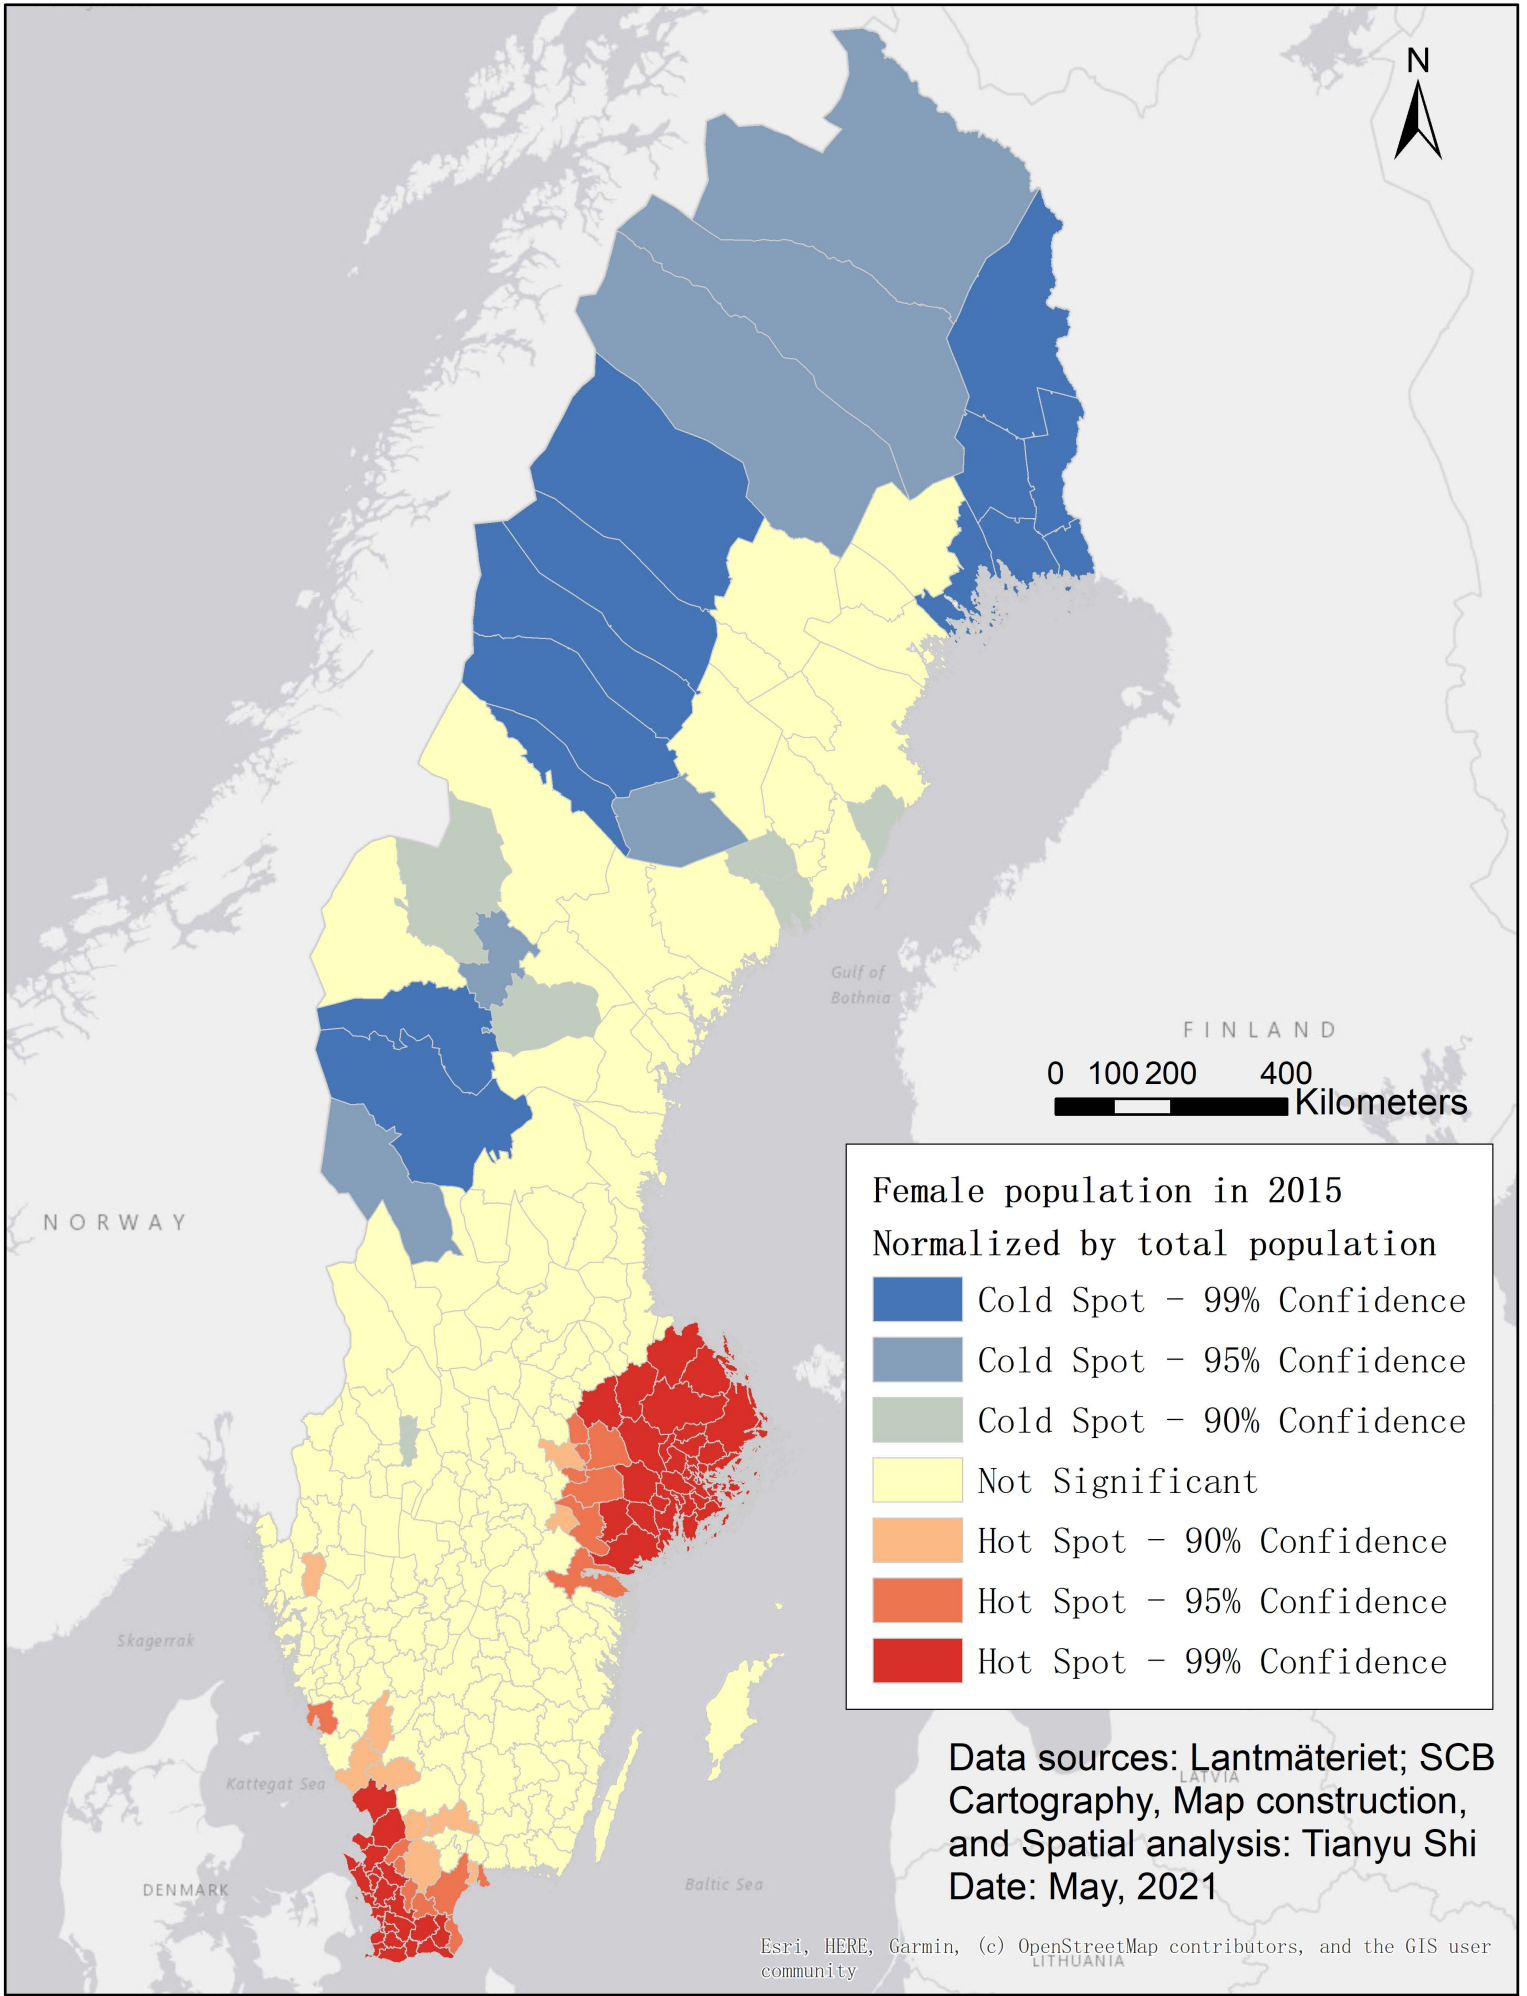 N
Gulf of
Bothnia
FINLAND
0 100 200 400
Kilometers
NORWAY
Female population in 2015
Normalized by total population
Cold Spot - 99% Confidence
Cold Spot - 95% Confidence
Cold Spot - 90% Confidence
Not Significant
Hot Spot - 90% Confidence
Hot Spot - 95% Confidence
Hot Spot - 99% Confidence
Skagerrak
Kattegat Sea
DENMARK
Baltic Sea
LATVIA
Data sources: Lantmäteriet; SCB
Cartography, Map construction,
and Spatial analysis: Tianyu Shi
Date: May, 2021
Esri, HERE, Garmin, (c) OpenStreetMap contributors, and the GIS user
community
LITHUANIA